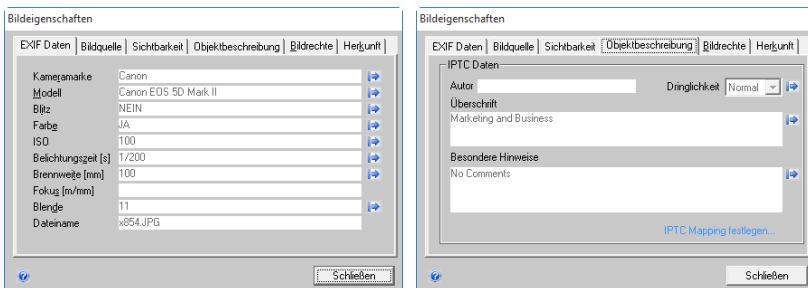 Bildeigenschaften
EXIF Daten Bildquelle Sichtbarkeit Objektbeschreibung Bildrechte Herkunft
Kameramarke Canon
Modell Canon EOS 5D Mark II
Blitz NEIN
Farbe JA
ISO 100
Belichtungszeit [s] 1/200
Brennweite [mm] 100
Fokus [m/mm]
Blende 11
Dateiname x854.JPG
Schließen
Bildeigenschaften
EXIF Daten Bildquelle Sichtbarkeit Objektbeschreibung Bildrechte Herkunft
IPTC Daten
Autor Dringlichkeit Normal
Überschrift
Marketing and Business
Besondere Hinweise
No Comments
IPTC Mapping festlegen...
Schließen